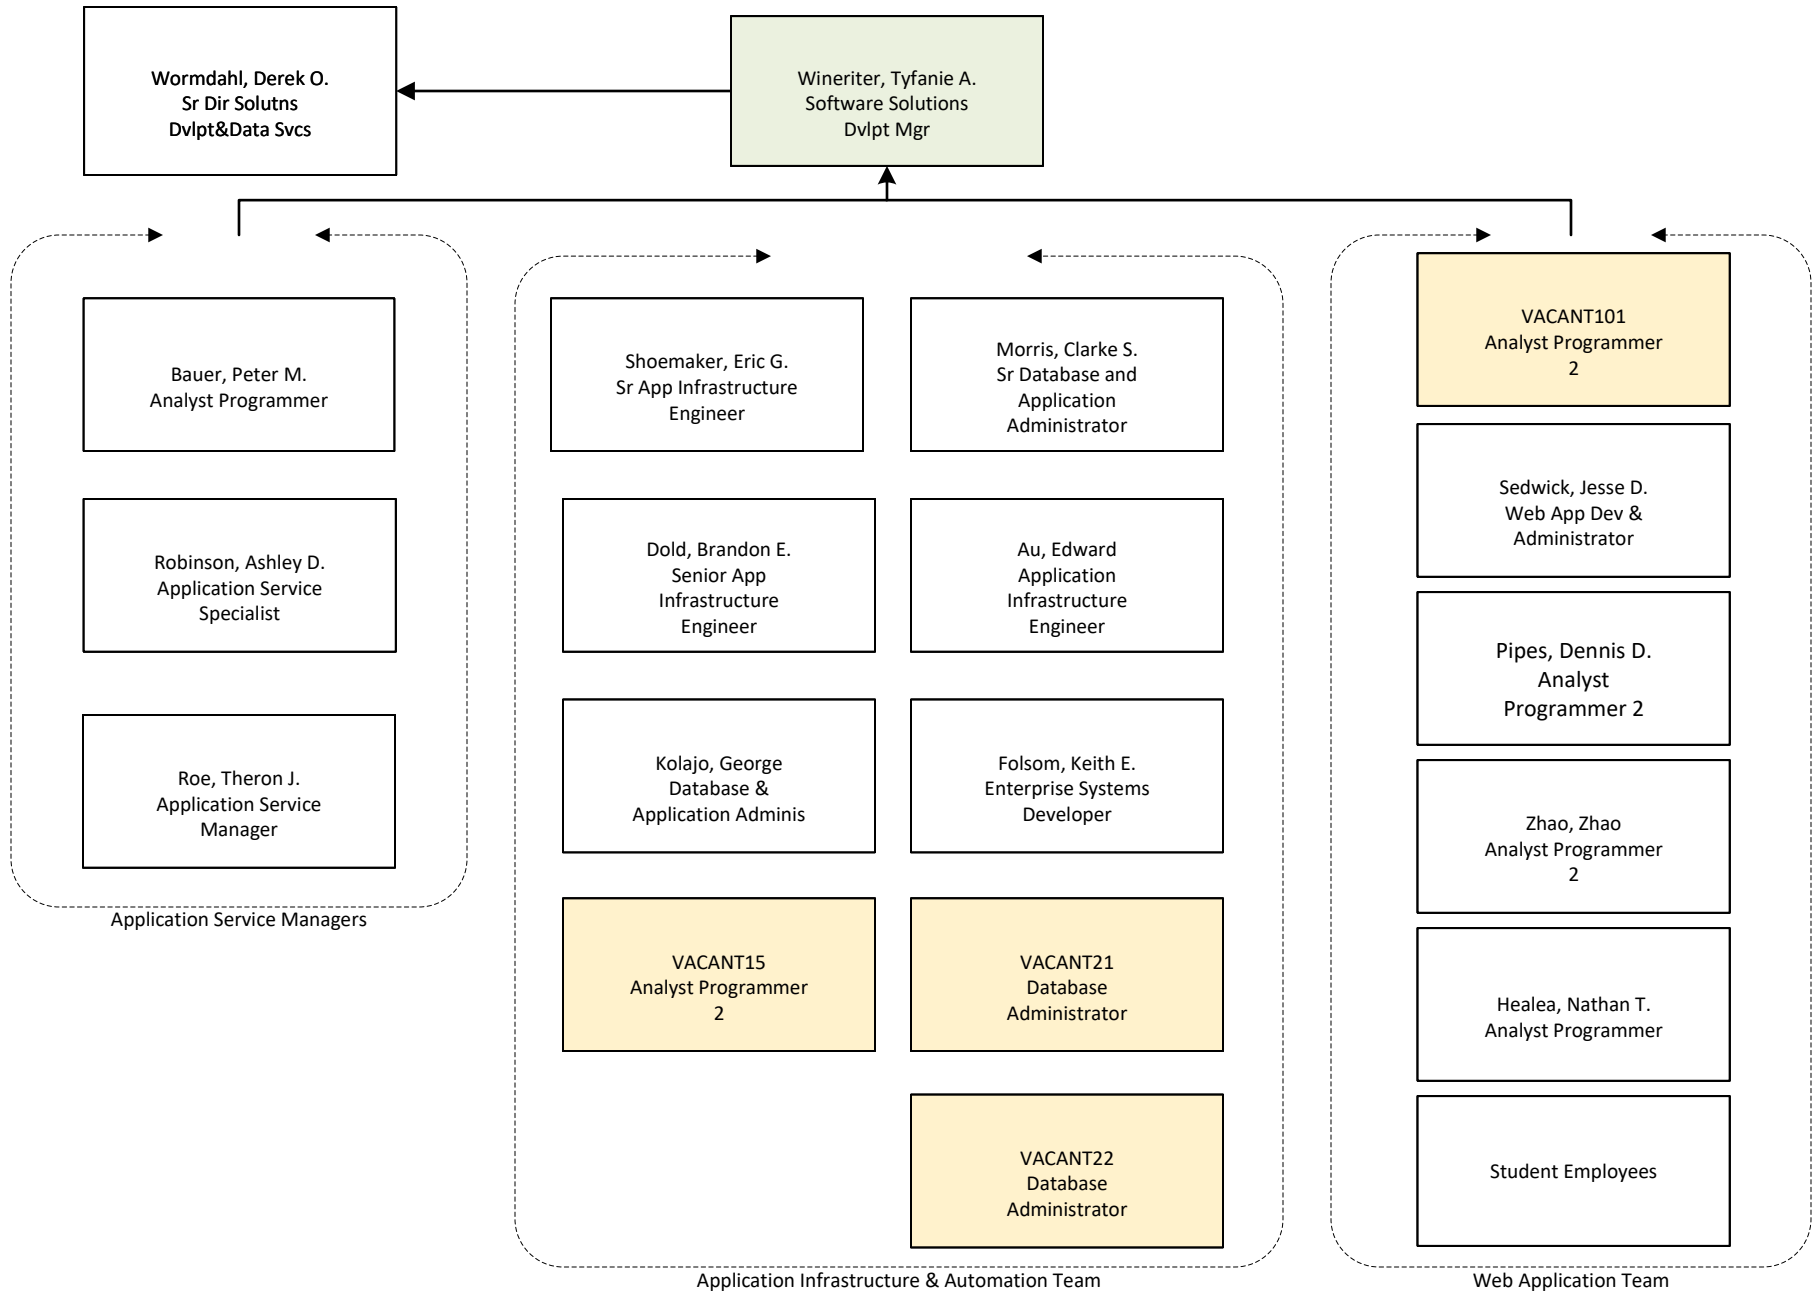 Wormdahl, Derek O.
Sr Dir Solutns
Dvlpt&Data Svcs
Wineriter, Tyfanie A.
Software Solutions
Dvlpt Mgr
Bauer, Peter M.
Analyst Programmer
Robinson, Ashley D.
Application Service
Specialist
Roe, Theron J.
Application Service
Manager
Application Service Managers
Shoemaker, Eric G.
Sr App Infrastructure
Engineer
Morris, Clarke S.
Sr Database and
Application
Administrator
Dold, Brandon E.
Senior App
Infrastructure
Engineer
Au, Edward
Application
Infrastructure
Engineer
Kolajo, George
Database &
Application Adminis
Folsom, Keith E.
Enterprise Systems
Developer
VACANT15
Analyst Programmer
2
VACANT21
Database
Administrator
VACANT22
Database
Administrator
Application Infrastructure & Automation Team
VACANT101
Analyst Programmer
2
Sedwick, Jesse D.
Web App Dev &
Administrator
Pipes, Dennis D.
Analyst
Programmer 2
Zhao, Zhao
Analyst Programmer
2
Healea, Nathan T.
Analyst Programmer
Student Employees
Web Application Team